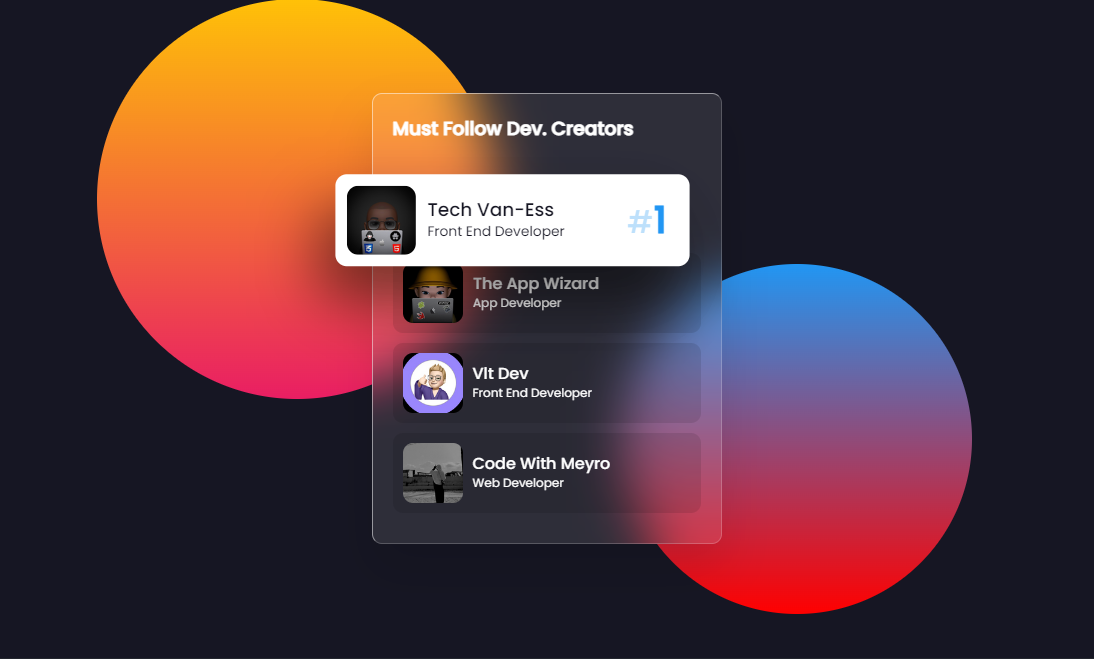 Must Follow Dev. Creators
Tech Van-Ess
Front End Developer
#1
The App Wizard
App Developer
Vlt Dev
Front End Developer
Code With Meyro
Web Developer